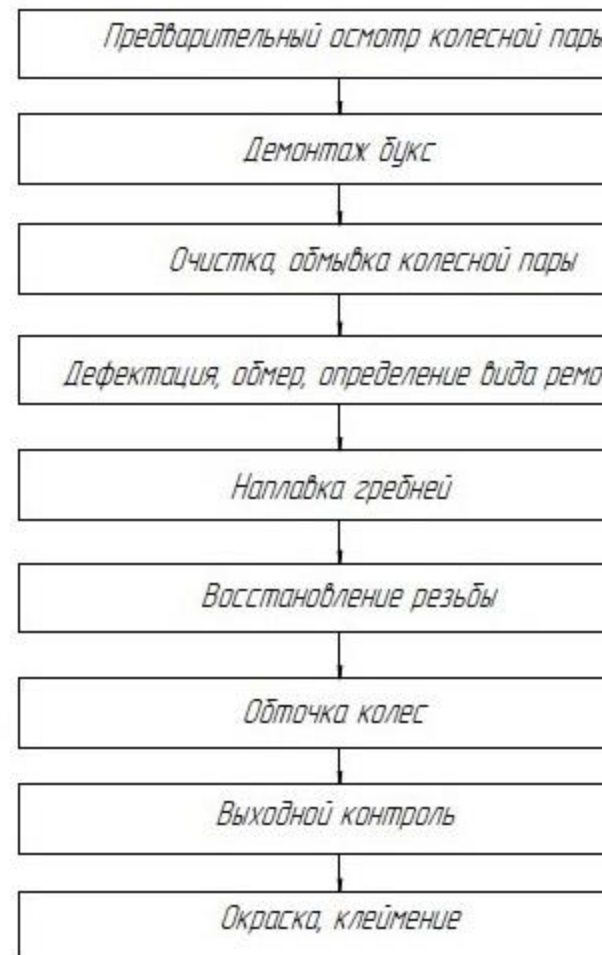 Предварительный осмотр колесной пары
Демонтаж букс
Очистка, обмывка колесной пары
Дефектация, обмер, определение вида ремо
Наплавка гребней
Восстановление резьбы
Обточка колес
Выходной контроль
Окраска, клеймение